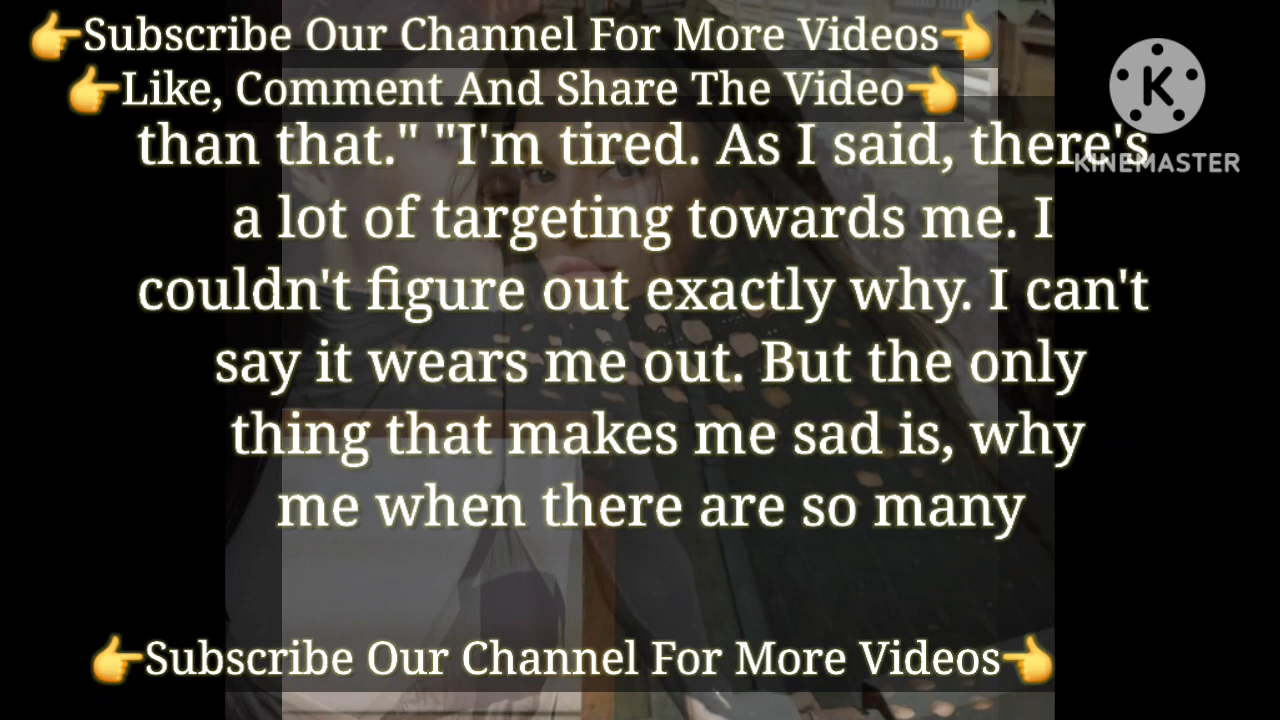 👉Subscribe Our Channel For More Videos👈
👉Like, Comment And Share The Video👈
than that." "I'm tired. As I said, there's
KINEMASTER
a lot of targeting towards me. I
couldn't figure out exactly why. I can't
say it wears me out. But the only
thing that makes me sad is, why
me when there are so many
👉Subscribe Our Channel For More Videos👈